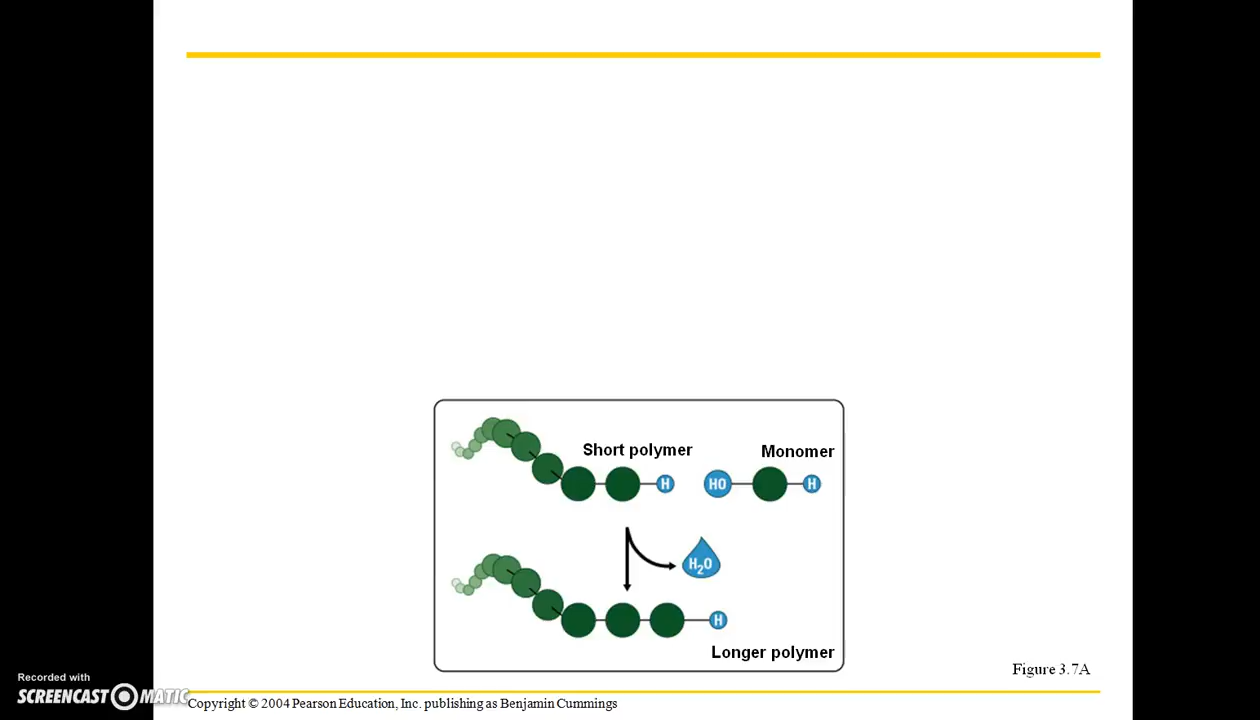 Short polymer
Monomer
H
HO
H
H2O
H
Longer polymer
Figure 3.7A
Recorded with
SCREENCAST MATIC
Copyright © 2004 Pearson Education, Inc. publishing as Benjamin Cummings